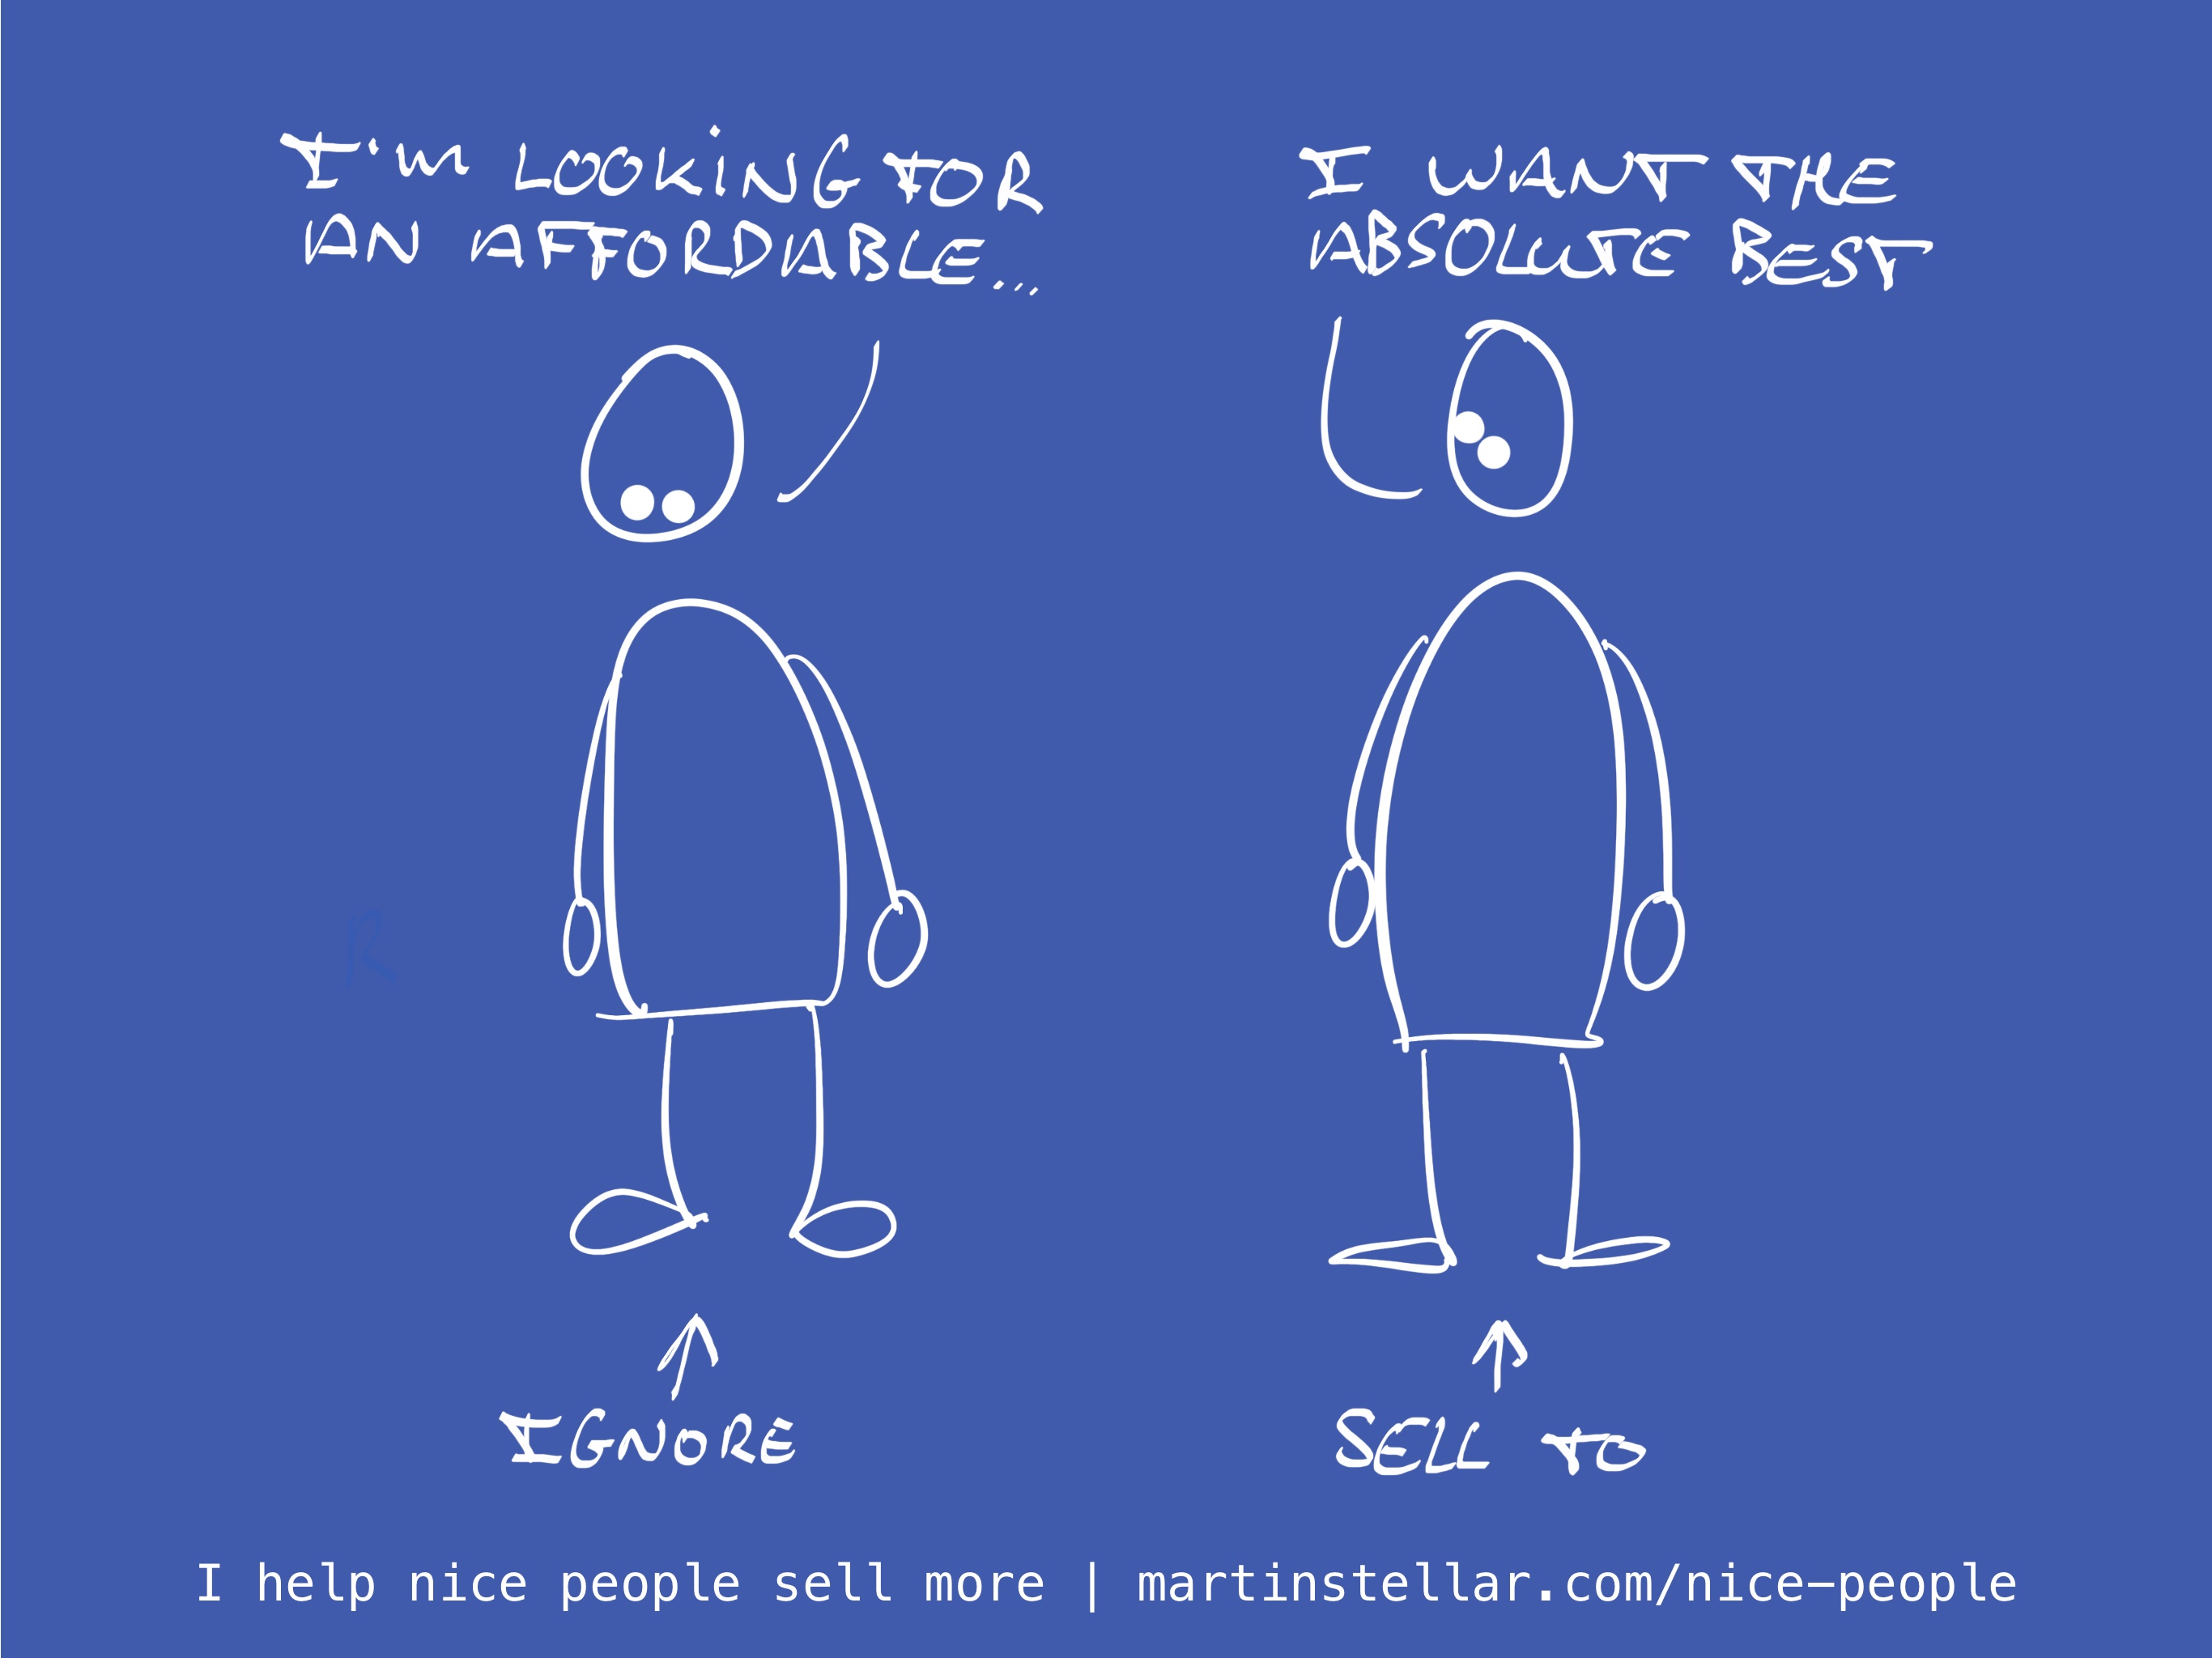 I'm LOOKiNG FOR
AN AFFORDABLE...
I WANT THE
ABSOLUTE BEST
IGNORE
SELL TO
I help nice people sell more | martinstellar.com/nice-people
R